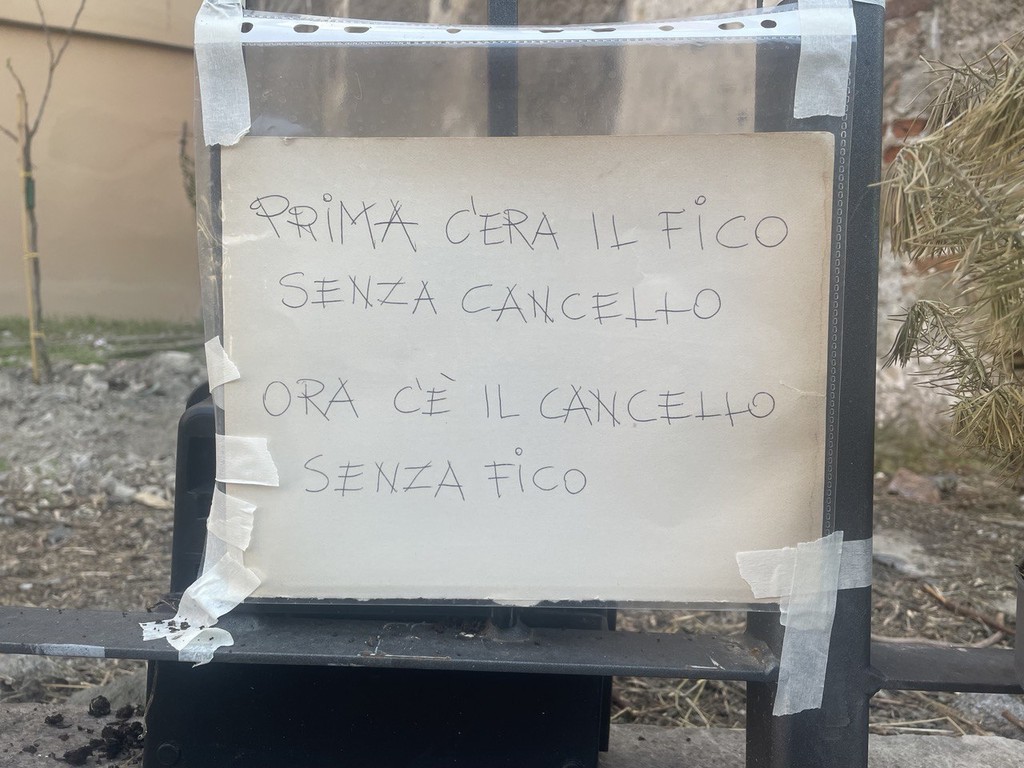 PRIMA C'ERA IL FICO
SENZA CANCELLO
ORA C'È IL CANCELLO
SENZA FICO